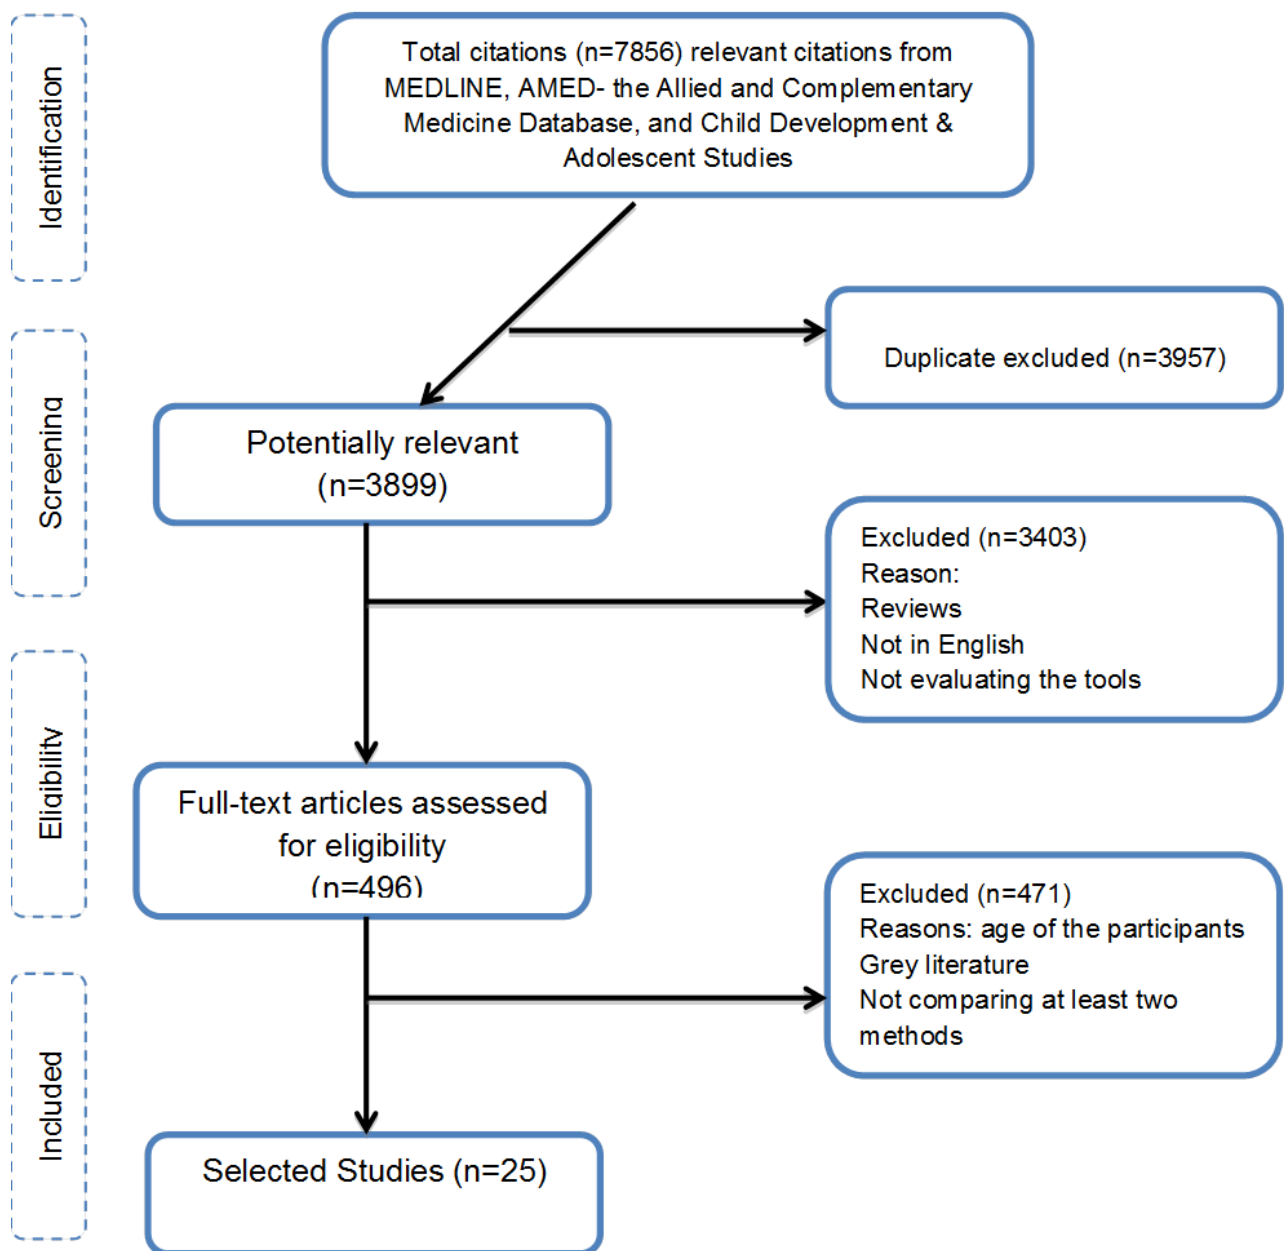 Identification
Total citations (n=7856) relevant citations from
MEDLINE, AMED- the Allied and Complementary
Medicine Database, and Child Development &
Adolescent Studies
Duplicate excluded (n=3957)
Screening
Potentially relevant
(n=3899)
Excluded (n=3403)
Reason:
Reviews
Not in English
Not evaluating the tools
Eligibility
Full-text articles assessed
for eligibility
(n=496)
Excluded (n=471)
Reasons: age of the participants
Grey literature
Not comparing at least two
methods
Included
Selected Studies (n=25)